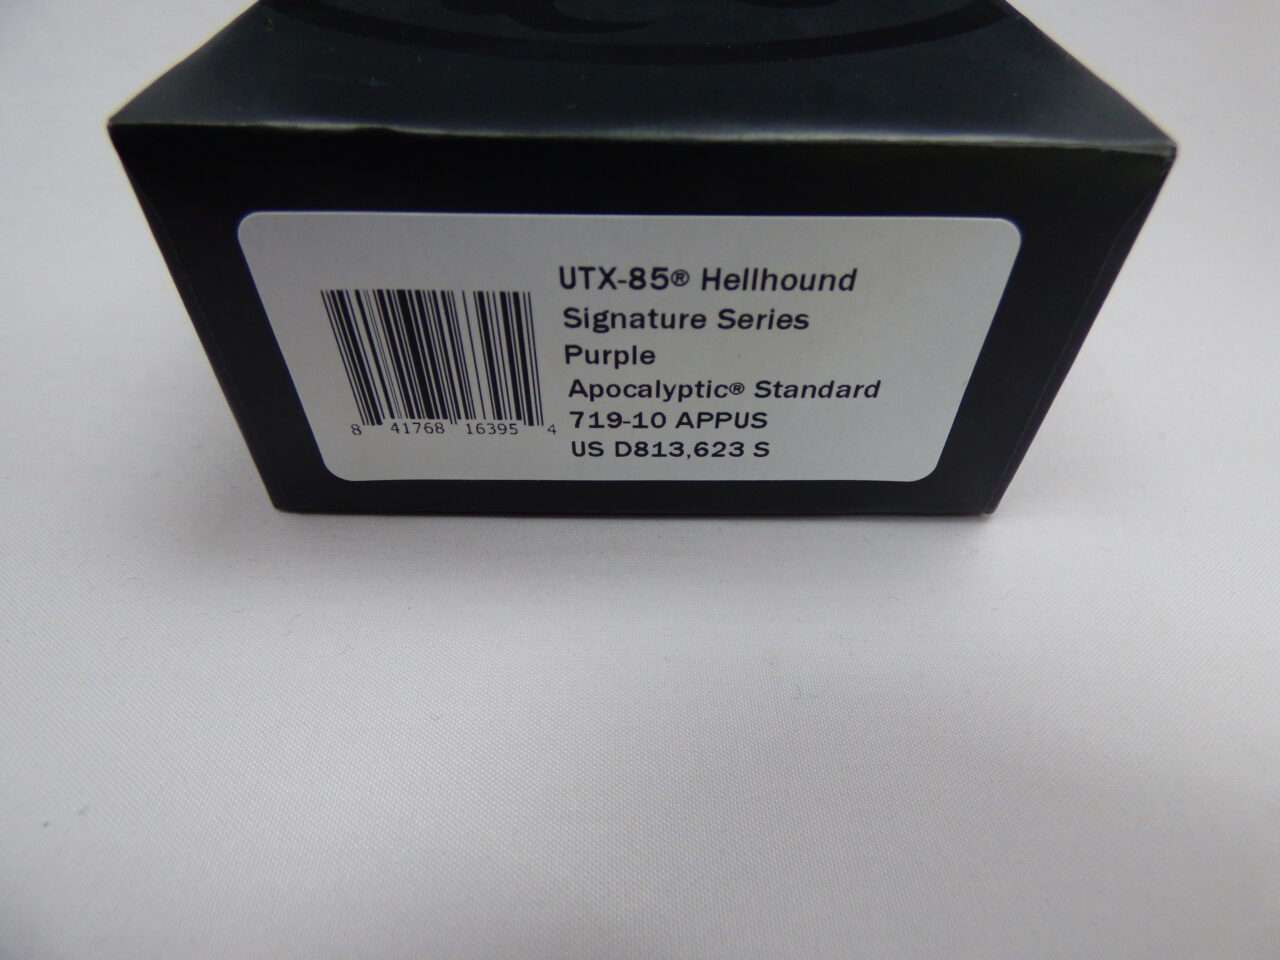 UTX-85® Hellhound
Signature Series
Purple
Apocalyptic® Standard
719-10 APPUS
US D813,623 S
8 41768 16395 4